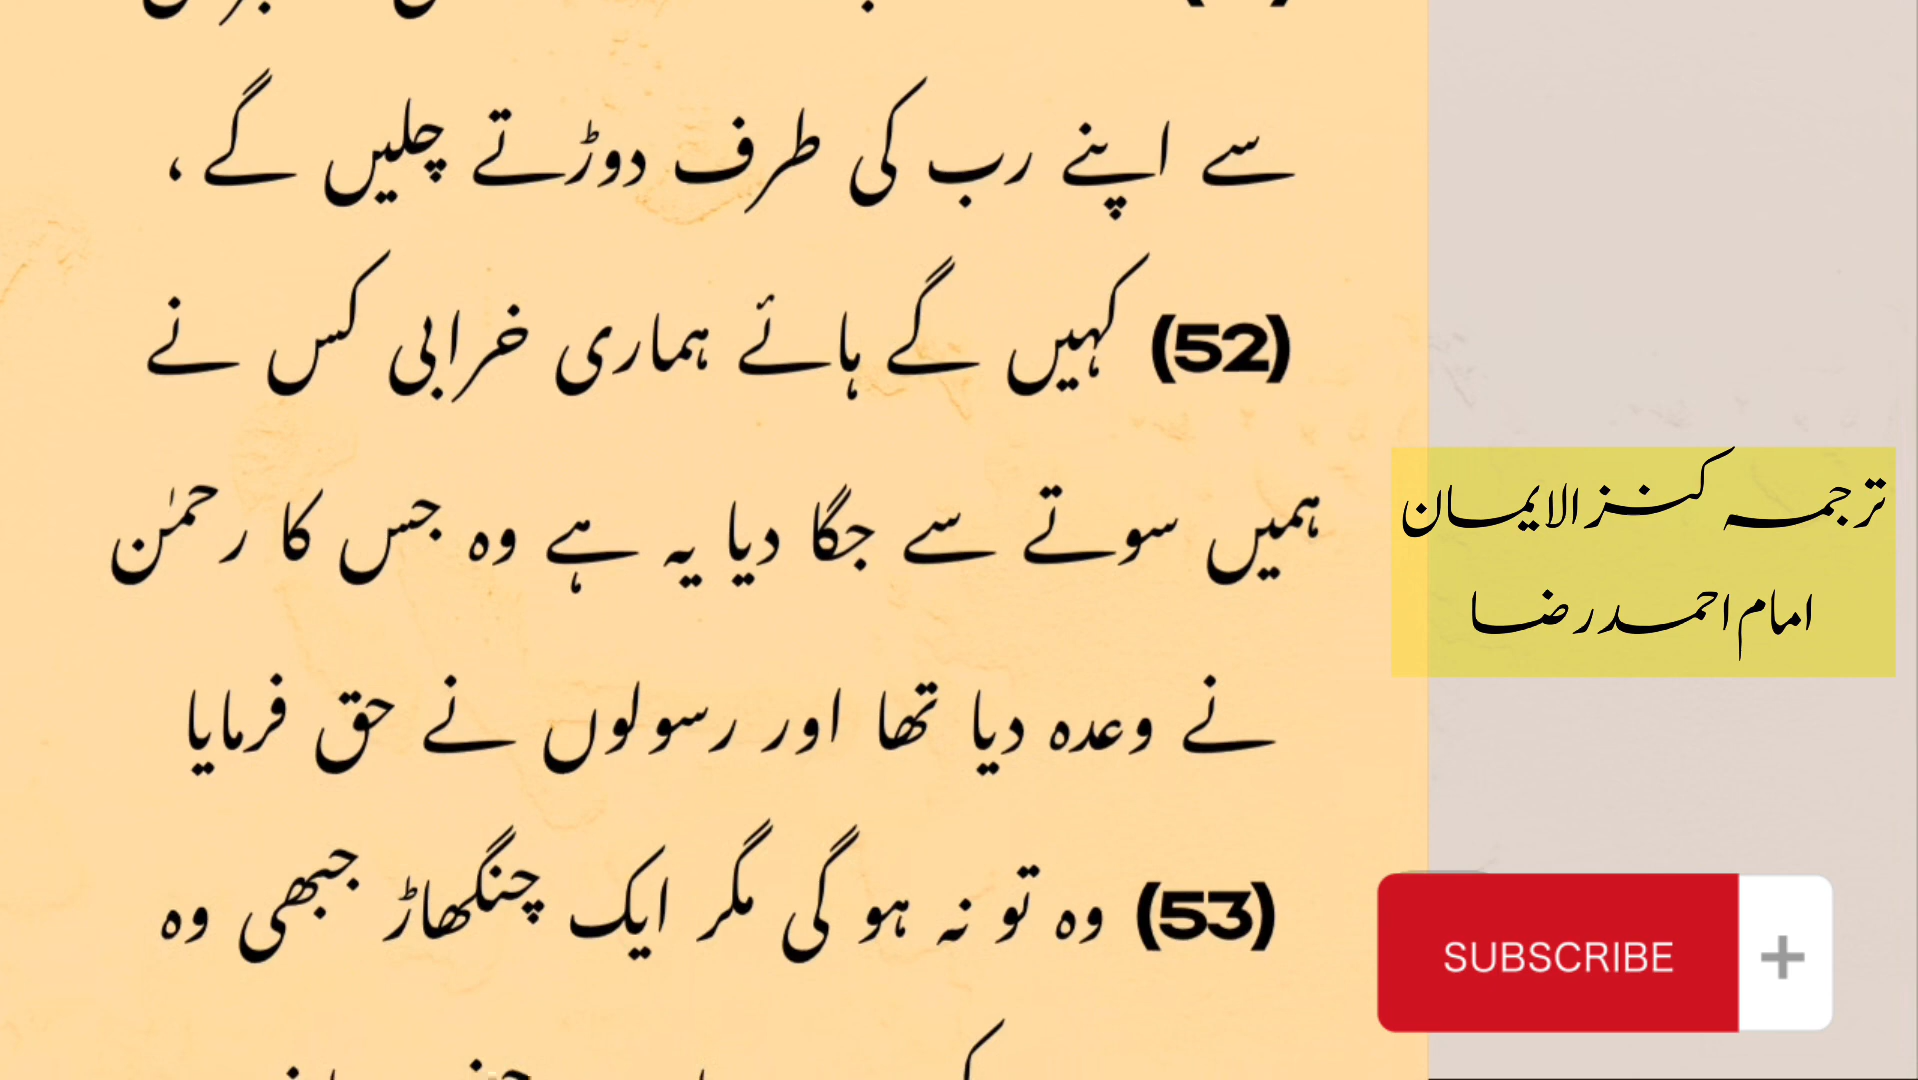 سے اپنے رب کی طرف دوڑتے چلیں گے ،
(52) کہیں گے ہائے ہماری خرابی کس نے
ہمیں سوتے سے جگا دیا یہ ہے وہ جس کا رحمٰن
نے وعدہ دیا تھا اور رسولوں نے حق فرمایا
(53) وہ تو نہ ہو گی مگر ایک چنگھاڑ جبھی وہ
ترجمہ کنزالایمان
امام احمد رضا
SUBSCRIBE +